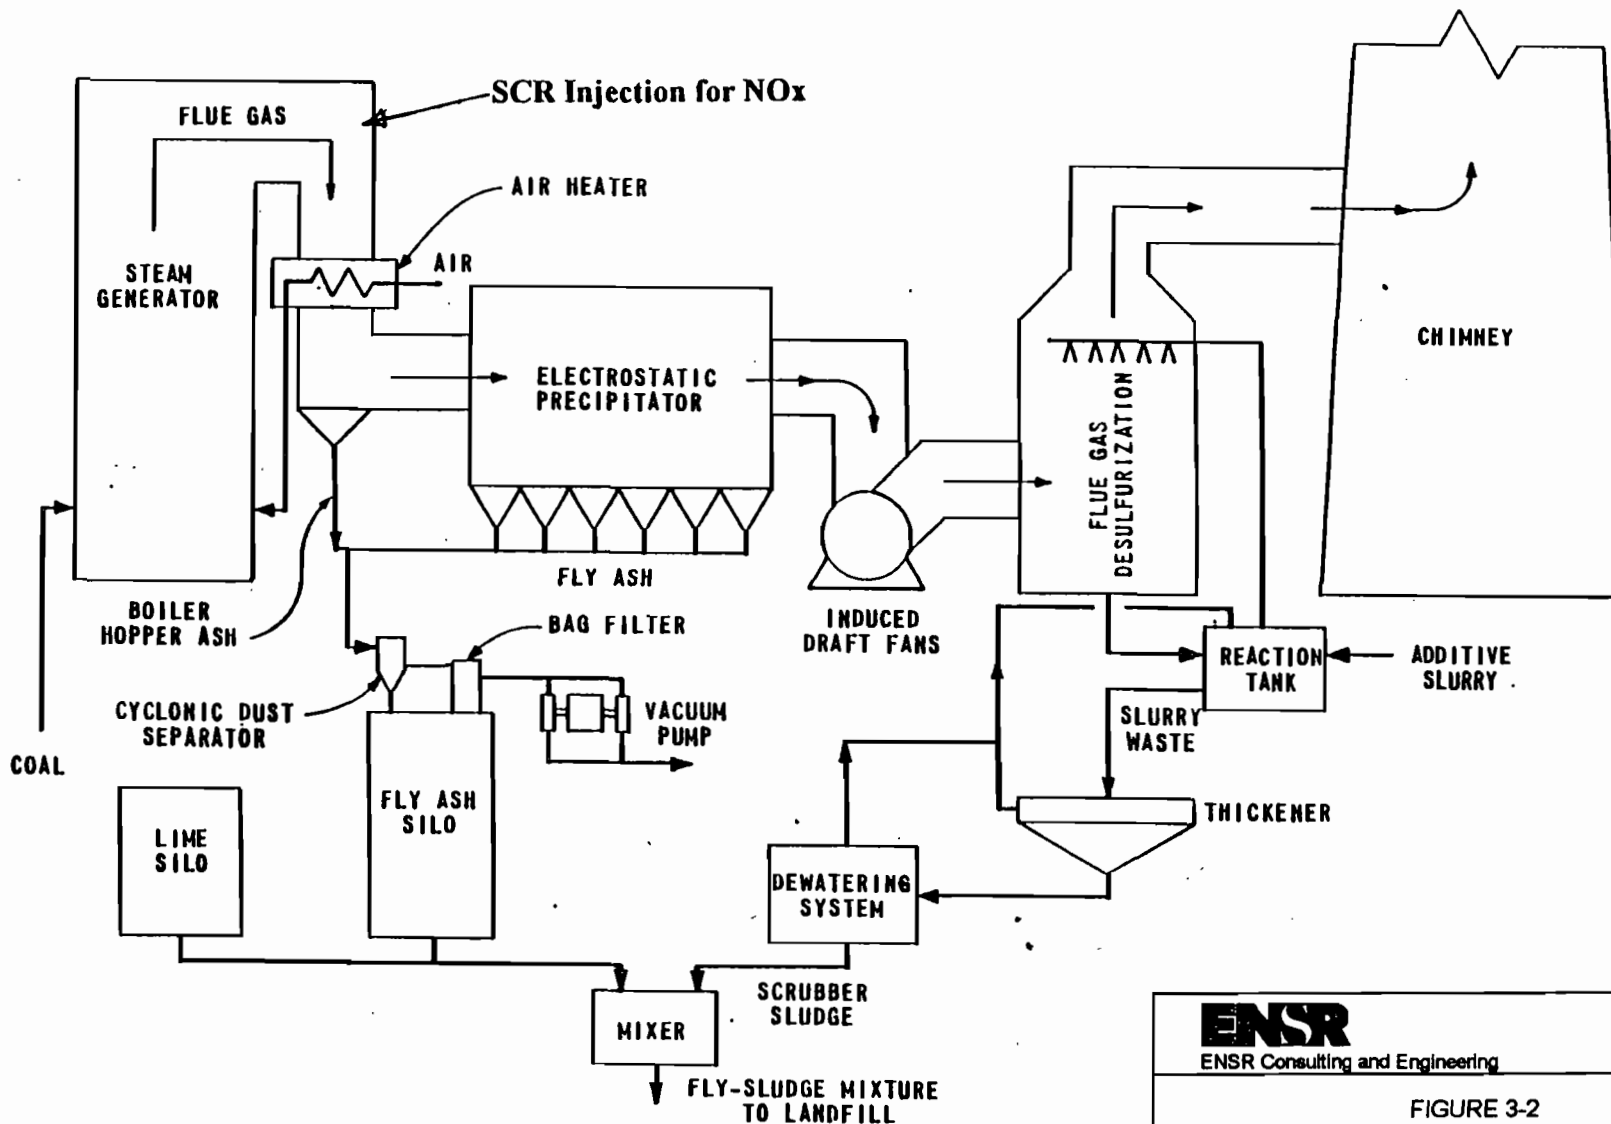 SCR Injection for NOx
FLUE GAS
AIR HEATER
AIR
STEAM
GENERATOR
CHIMNEY
ELECTROSTATIC
PRECIPITATOR
FLUE GAS
DESULFURIZATION
FLY ASH
BOILER
HOPPER ASH
BAG FILTER
INDUCED
DRAFT FANS
REACTION
TANK
ADDITIVE
SLURRY
CYCLONIC DUST
SEPARATOR
VACUUM
PUMP
SLURRY
WASTE
COAL
FLY ASH
SILO
THICKENER
LIME
SILO
DEWATERING
SYSTEM
SCRUBBER
SLUDGE
MIXER
FLY-SLUDGE MIXTURE
TO LANDFILL
ENSR
ENSR Consulting and Engineering
FIGURE 3-2